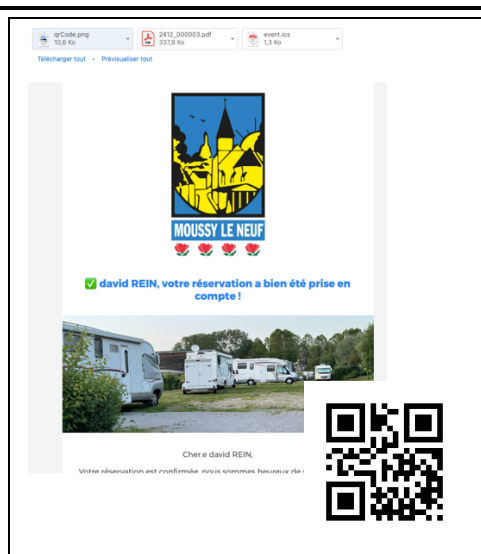 qrCode.png
10,6 Ko
2412_000003.pdf
337,8 Ko
event.ics
1,3 Ko
Télécharger tout • Prévisualiser tout
MOUSSY LE NEUF
✅ david REIN, votre réservation a bien été prise en
compte !
Cher.e david REIN,
Votre réservation est confirmée, nous sommes heureux de